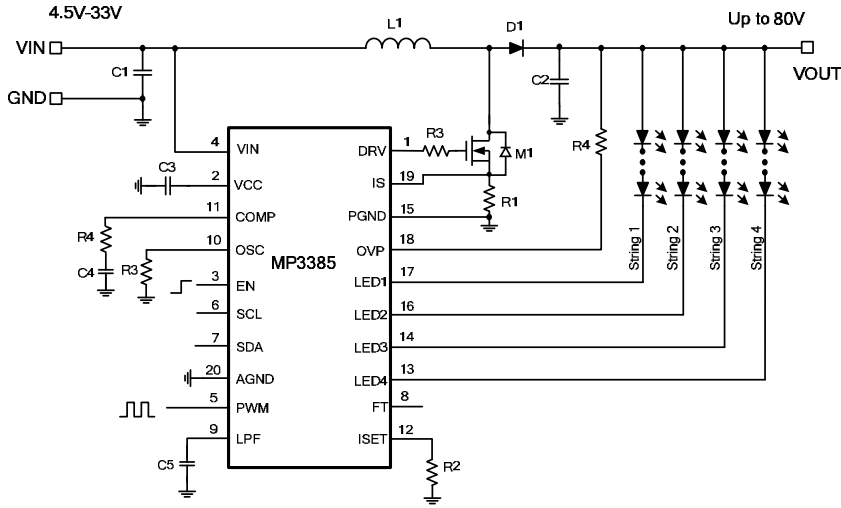 4.5V-33V
L1
D1
Up to 80V
VIN
C1
C2
VOUT
GND
R4
4
VIN
DRV
1
R3
M1
C3
2
VCC
IS
19
R1
11
COMP
PGND
15
R4
10
OSC
OVP
18
C4
R3
MP3385
3
EN
LED1
17
6
SCL
LED2
16
7
SDA
LED3
14
20
AGND
LED4
13
5
PWM
FT
8
9
LPF
ISET
12
C5
R2
String 1
String 2
String 3
String 4